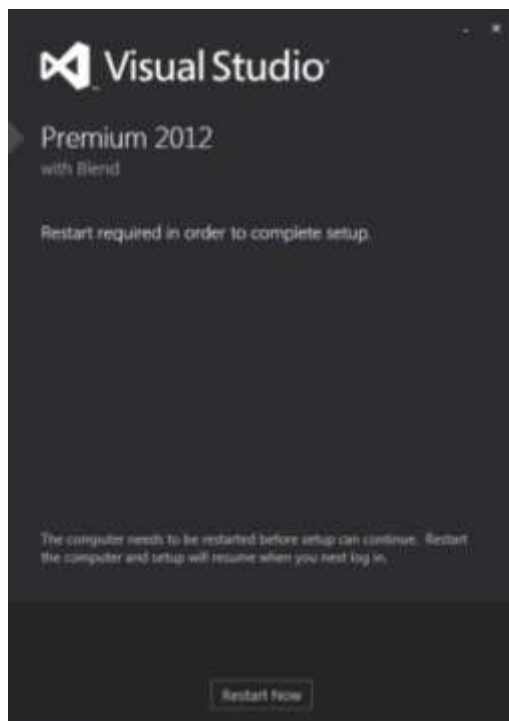 Visual Studio
Premium 2012
with Blend
Restart required in order to complete setup.
The computer needs to be restarted before setup can continue. Restart
the computer and setup will resume when you next log in.
Restart Now